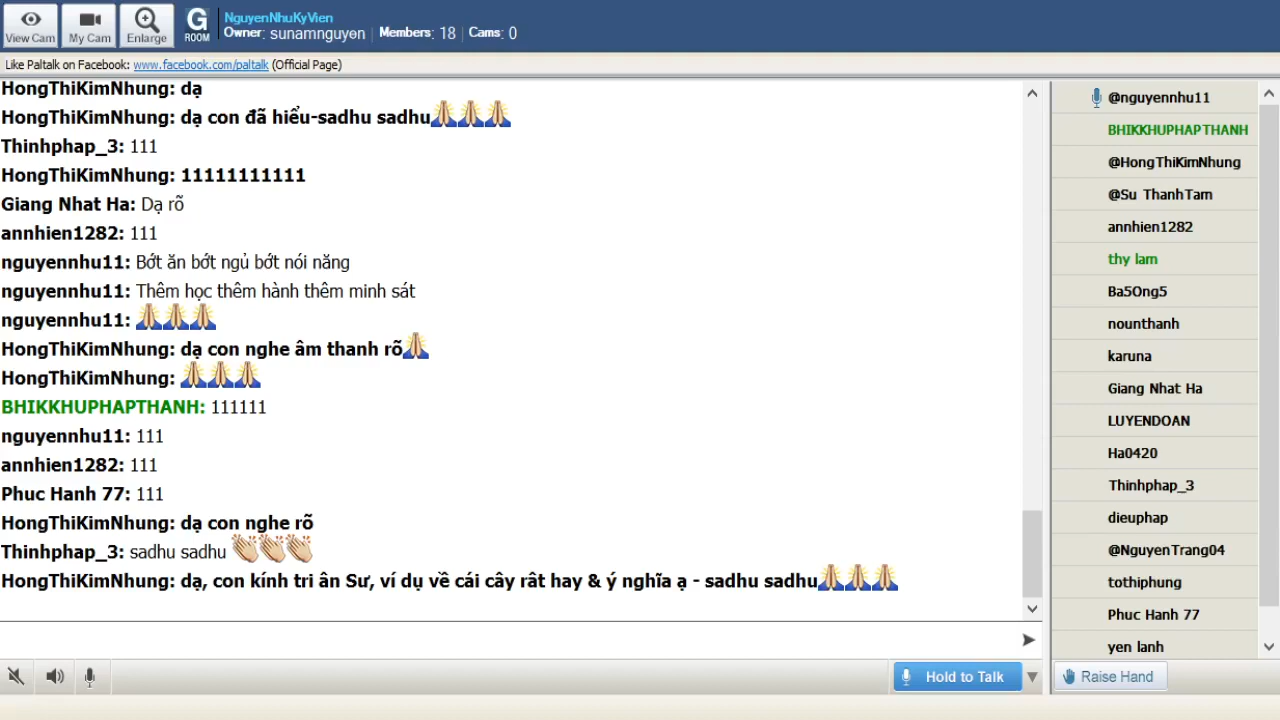 View Cam
My Cam
Enlarge
G
ROOM
NguyenNhuKyVien
Owner: sunamnguyen | Members: 18 | Cams: 0
Like Paltalk on Facebook: www.facebook.com/paltalk (Official Page)
HongThiKimNhung: dạ
HongThiKimNhung: dạ con đã hiểu-sadhu sadhu🙏🙏🙏
Thinhphap_3: 111
HongThiKimNhung: 11111111111
Giang Nhat Ha: Dạ rõ
annhien1282: 111
nguyennhu11: Bớt ăn bớt ngủ bớt nói năng
nguyennhu11: Thêm học thêm hành thêm minh sát
nguyennhu11: 🙏🙏🙏
HongThiKimNhung: dạ con nghe âm thanh rõ🙏
HongThiKimNhung: 🙏🙏🙏
BHIKKHUPHAPTHANH: 111111
nguyennhu11: 111
annhien1282: 111
Phuc Hanh 77: 111
HongThiKimNhung: dạ con nghe rõ
Thinhphap_3: sadhu sadhu 👏👏👏
HongThiKimNhung: dạ, con kính tri ân Sư, ví dụ về cái cây rât hay & ý nghĩa ạ - sadhu sadhu🙏🙏🙏
@nguyennhu11
BHIKKHUPHAPTHANH
@HongThiKimNhung
@Su ThanhTam
annhien1282
thy lam
Ba5Ong5
nounthanh
karuna
Giang Nhat Ha
LUYENDOAN
Ha0420
Thinhphap_3
dieuphap
@NguyenTrang04
tothiphung
Phuc Hanh 77
yen lanh
Hold to Talk
Raise Hand